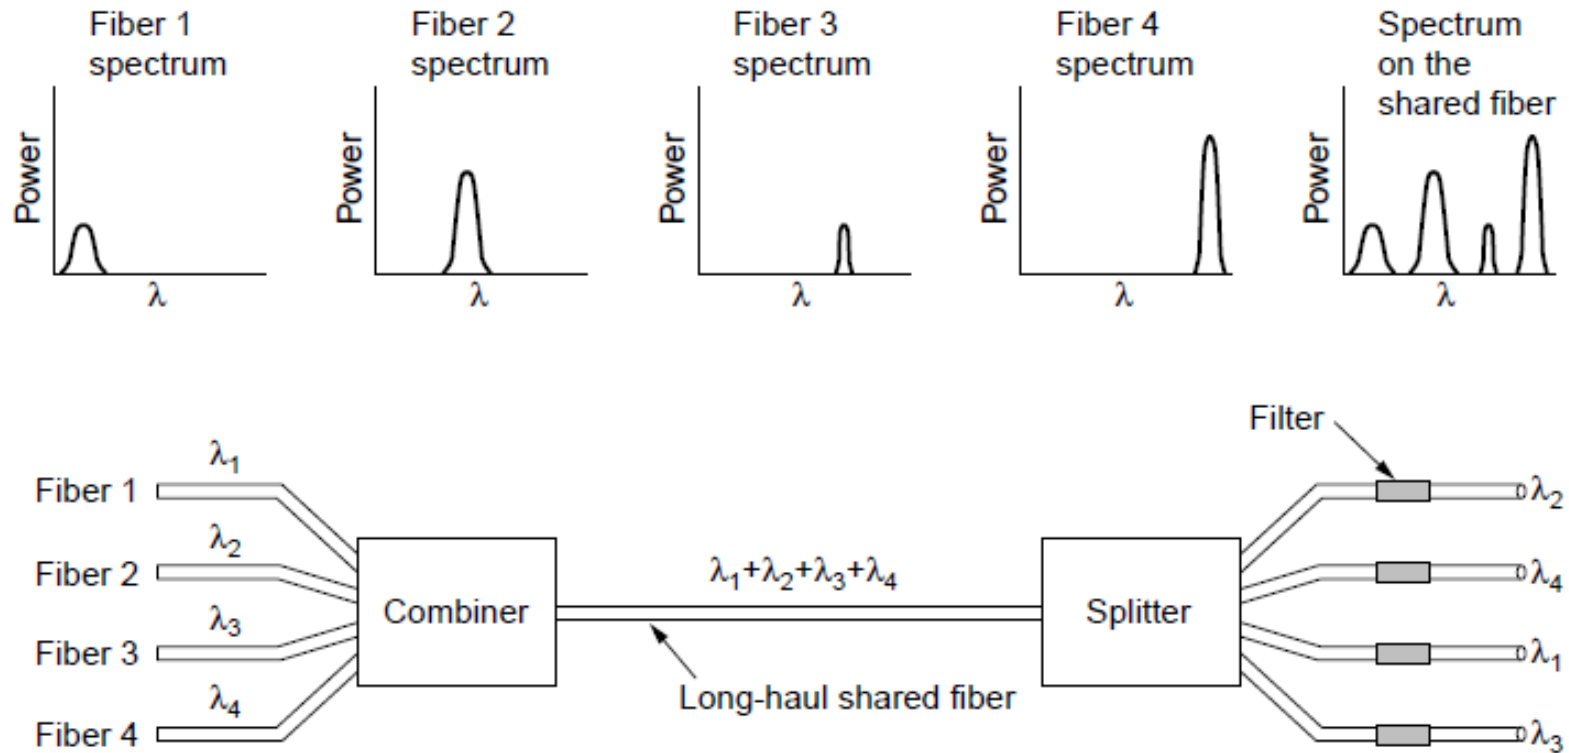 Fiber 1
spectrum
Fiber 2
spectrum
Fiber 3
spectrum
Fiber 4
spectrum
Spectrum
on the
shared fiber
Power
λ
Power
λ
Power
λ
Power
λ
Power
λ
Filter
Fiber 1
λ₁
Fiber 2
λ₂
Fiber 3
λ₃
Fiber 4
λ₄
Combiner
λ₁+λ₂+λ₃+λ₄
Long-haul shared fiber
Splitter
λ₂
λ₄
λ₁
λ₃